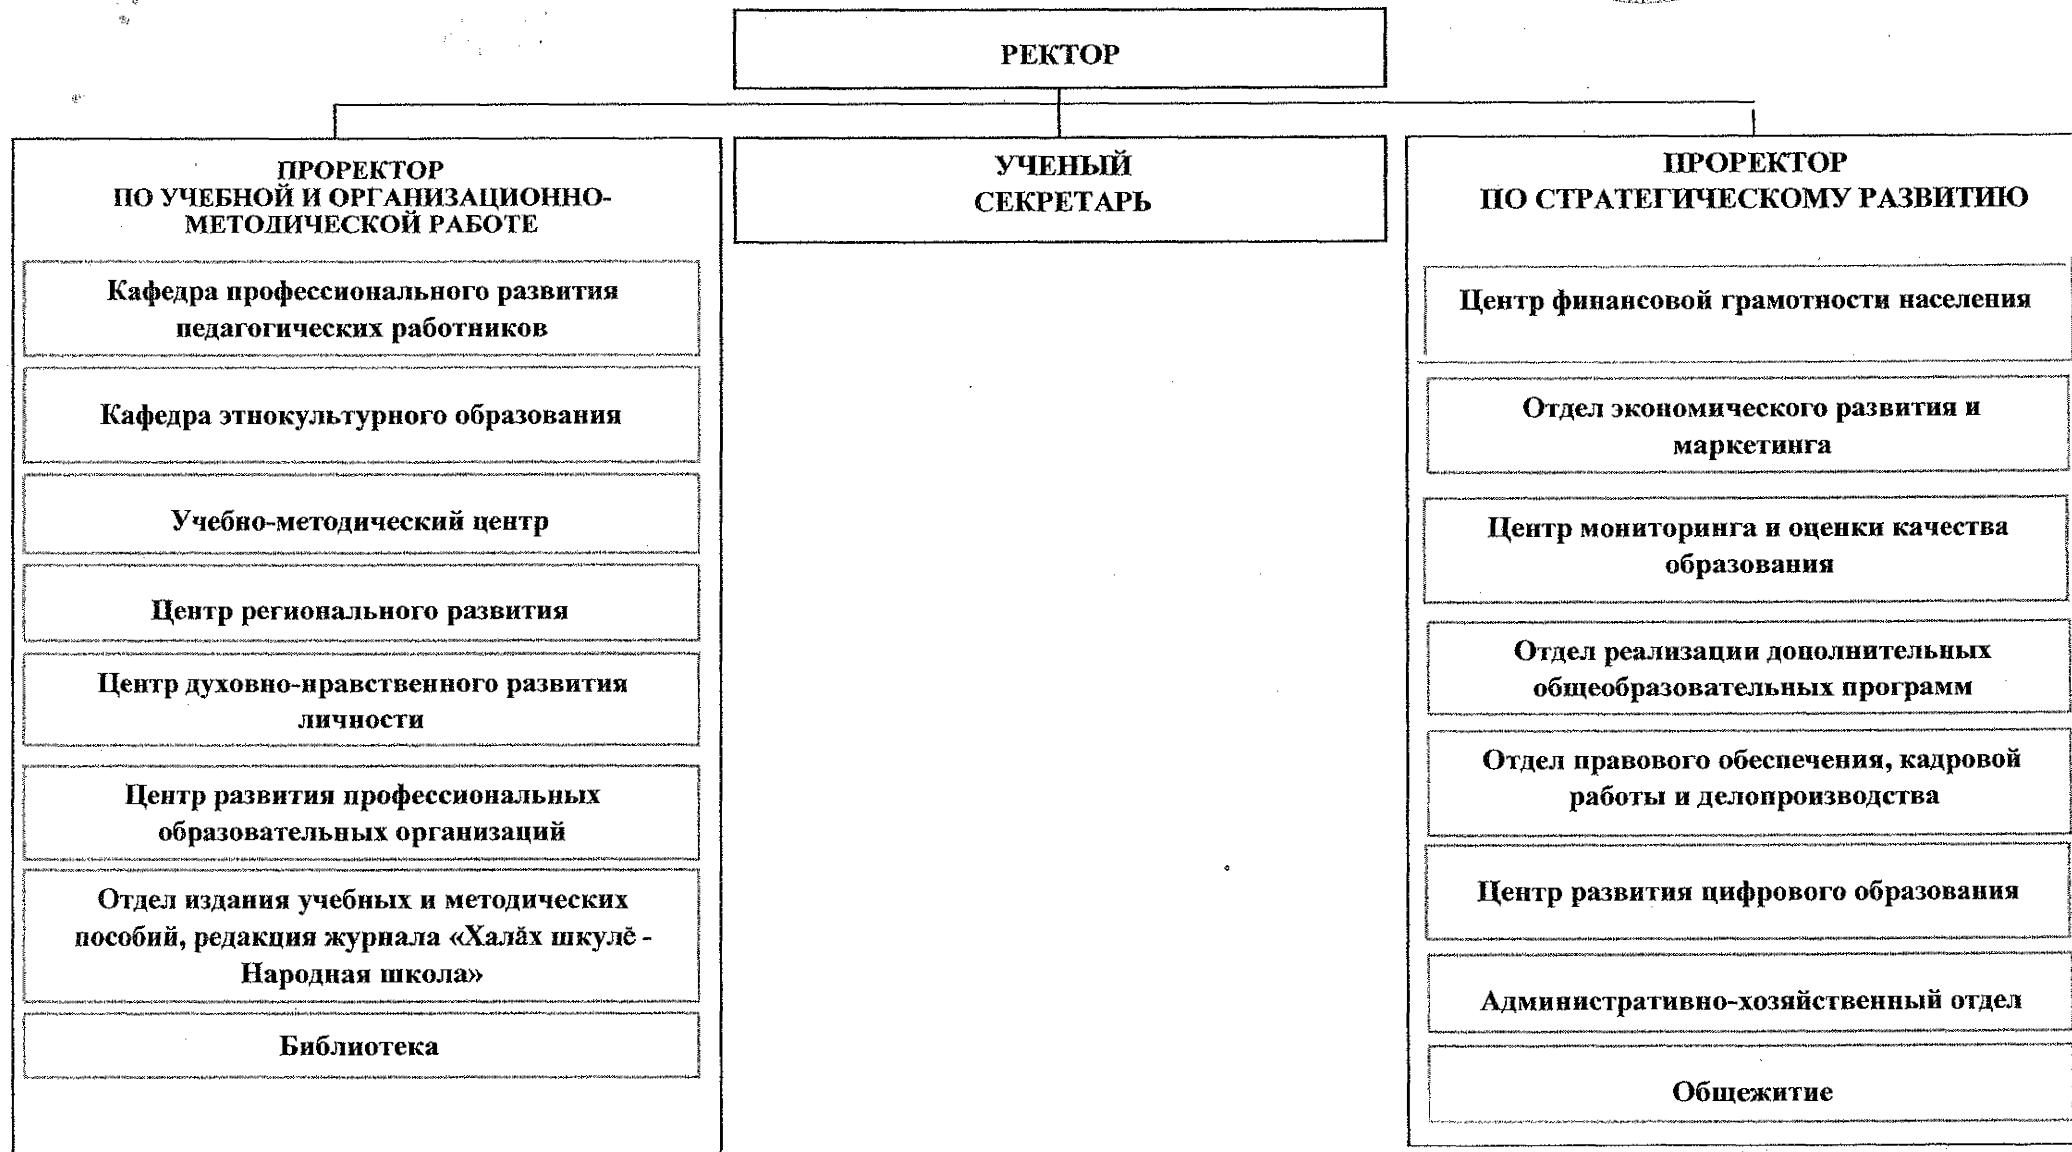 РЕКТОР
ПРОРЕКТОР
ПО УЧЕБНОЙ И ОРГАНИЗАЦИОННО-
МЕТОДИЧЕСКОЙ РАБОТЕ
Кафедра профессионального развития
педагогических работников
Кафедра этнокультурного образования
Учебно-методический центр
Центр регионального развития
Центр духовно-нравственного развития
личности
Центр развития профессиональных
образовательных организаций
Отдел издания учебных и методических
пособий, редакция журнала «Халӑх шкулӗ -
Народная школа»
Библиотека
УЧЕНЫЙ
СЕКРЕТАРЬ
ПРОРЕКТОР
ПО СТРАТЕГИЧЕСКОМУ РАЗВИТИЮ
Центр финансовой грамотности населения
Отдел экономического развития и
маркетинга
Центр мониторинга и оценки качества
образования
Отдел реализации дополнительных
общеобразовательных программ
Отдел правового обеспечения, кадровой
работы и делопроизводства
Центр развития цифрового образования
Административно-хозяйственный отдел
Общежитие